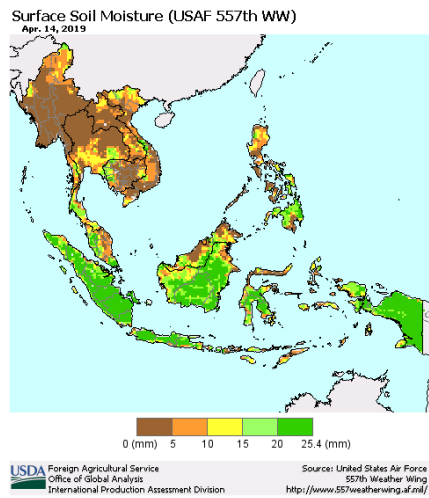 Surface Soil Moisture (USAF 557th WW)
Apr. 14, 2019
0 (mm) 5 10 15 20 25.4 (mm)
USDA
Foreign Agricultural Service
Office of Global Analysis
International Production Assessment Division
Source: United States Air Force
557th Weather Wing
http://www.557weatherwing.af.mil/